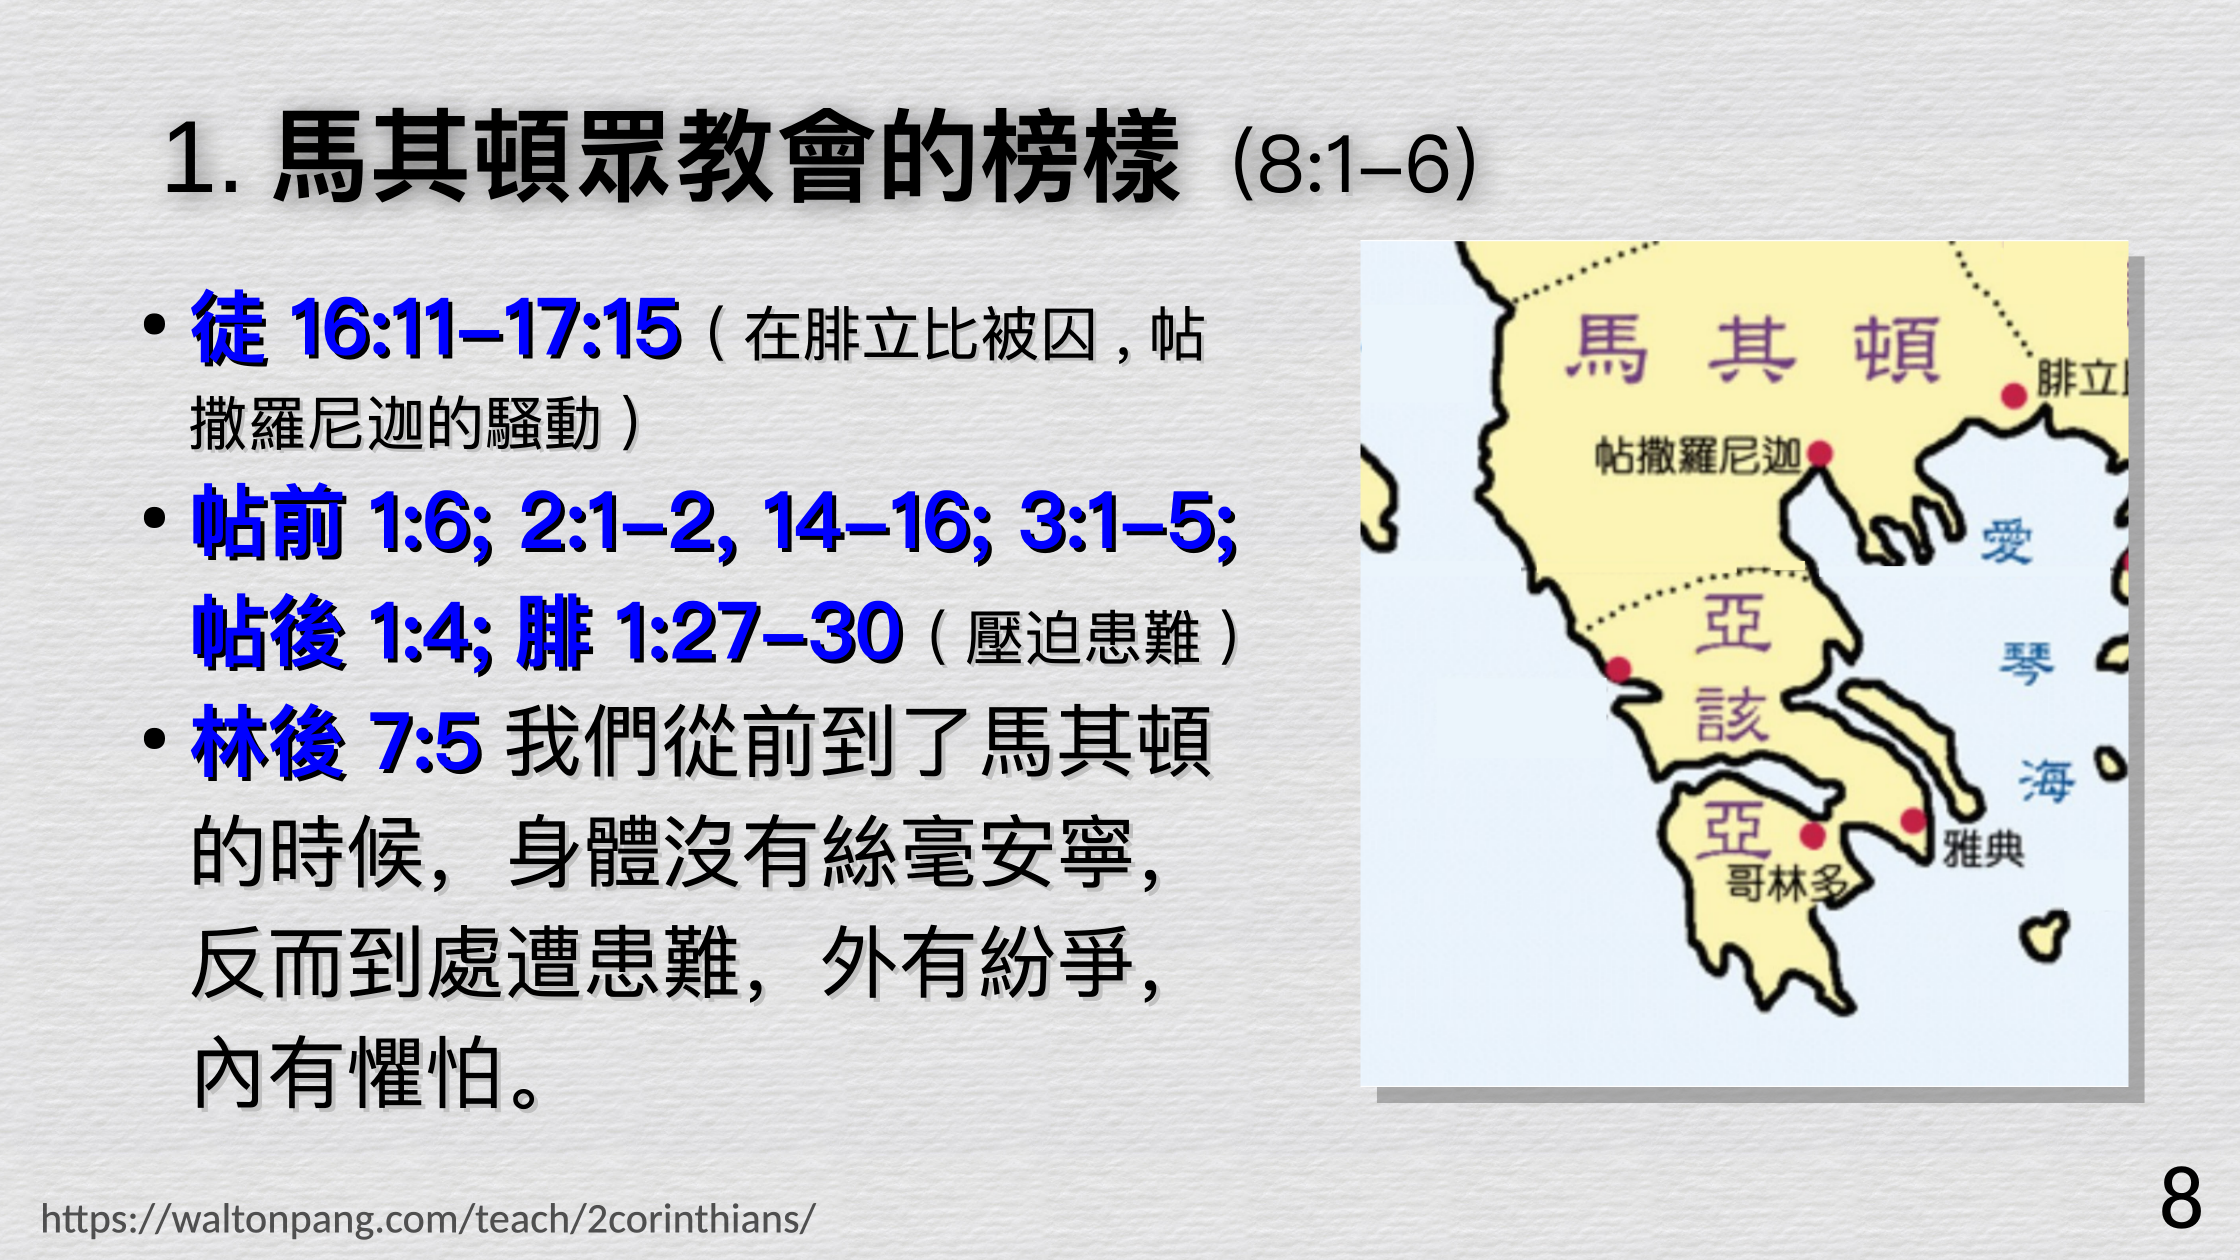 1. 馬其頓眾教會的榜樣 (8:1–6)
• 徒 16:11–17:15（在腓立比被囚，帖
撒羅尼迦的騷動）
• 帖前 1:6; 2:1–2, 14–16; 3:1–5;
帖後 1:4; 腓 1:27–30（壓迫患難）
• 林後 7:5 我們從前到了馬其頓
的時候，身體沒有絲毫安寧，
反而到處遭患難，外有紛爭，
內有懼怕。
馬其頓
腓立
帖撒羅尼迦
愛琴海
亞該亞
雅典
哥林多
https://waltonpang.com/teach/2corinthians/
8